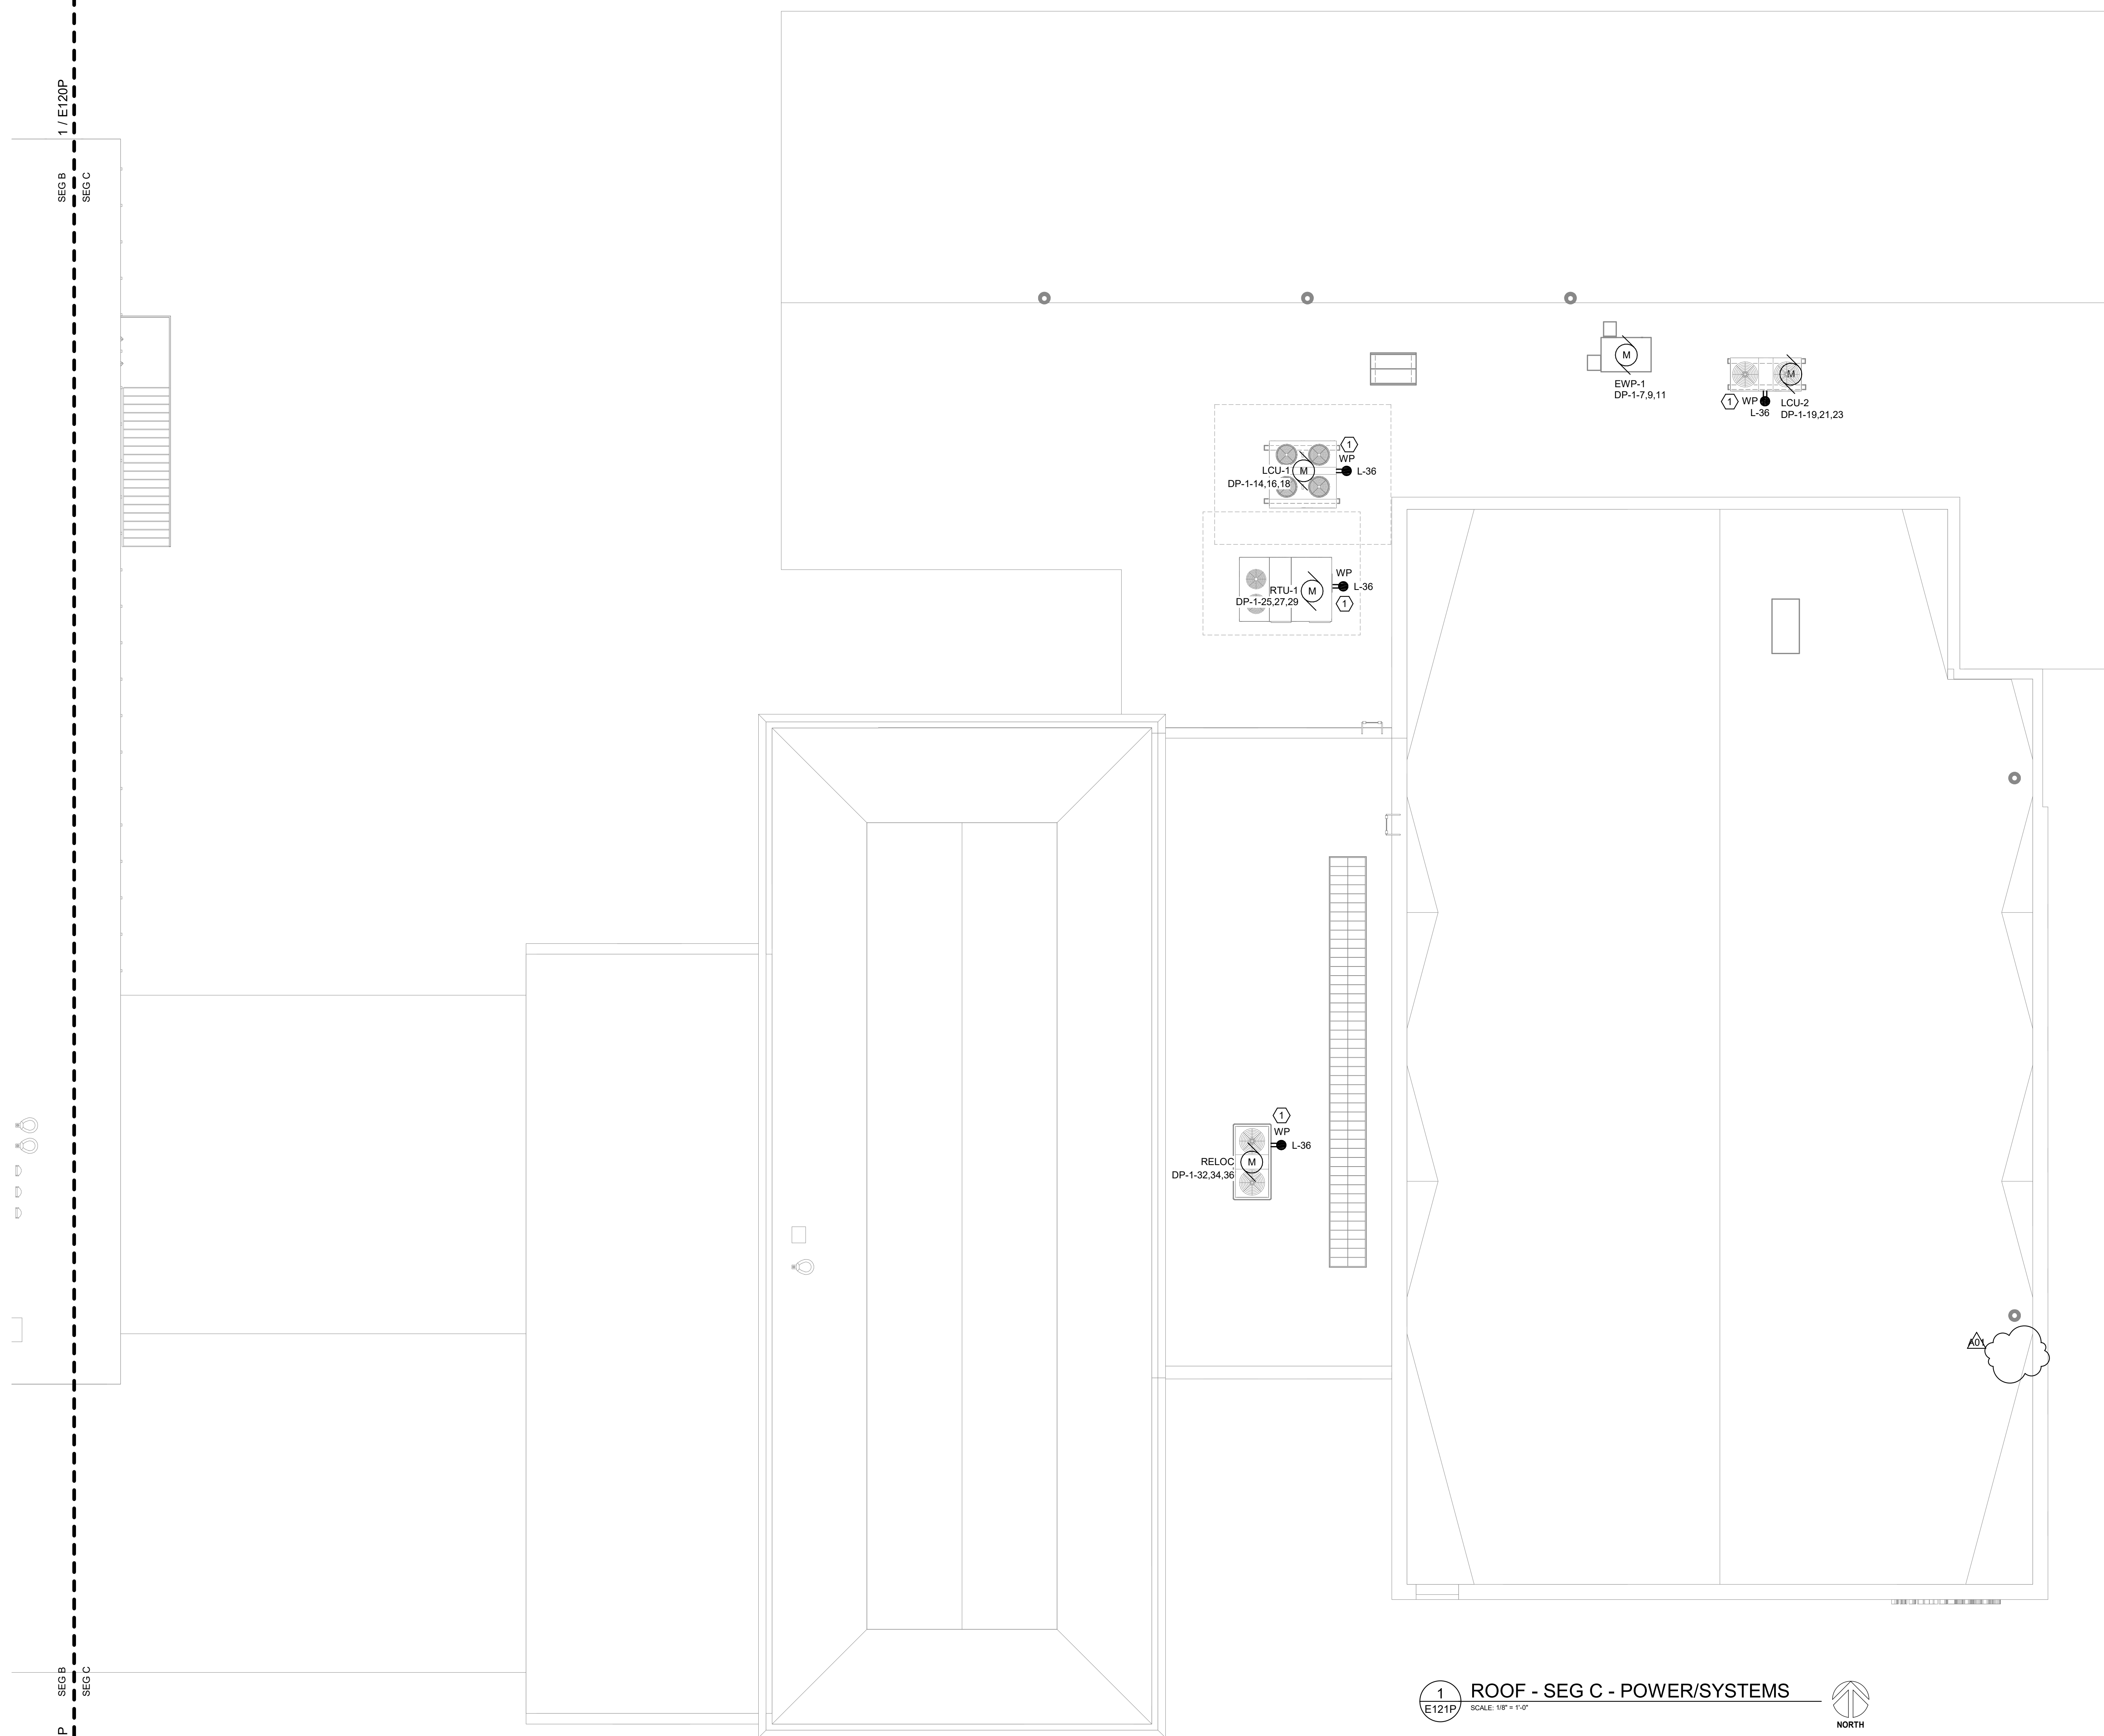 1 / E120P
SEG B
SEG C
M
EWP-1
DP-1-7,9,11
M
1
WP
L-36
LCU-2
DP-1-19,21,23
1
WP
LCU-1
M
L-36
DP-1-14,16,18
WP
RTU-1
M
L-36
DP-1-25,27,29
1
1
WP
L-36
RELOC
M
DP-1-32,34,36
A01
SEG B
SEG C
P
1
E121P
ROOF - SEG C - POWER/SYSTEMS
SCALE: 1/8" = 1'-0"
NORTH